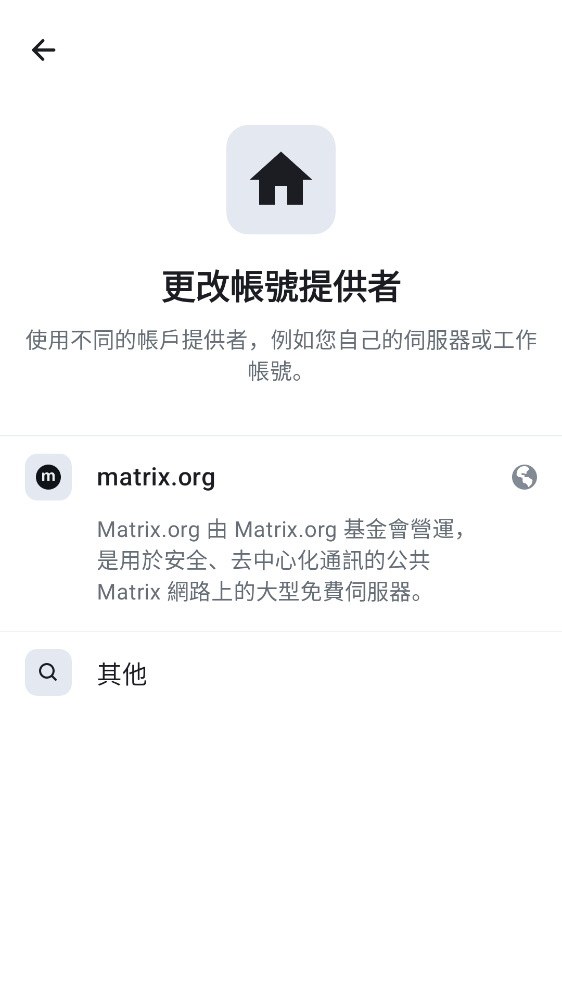 更改帳號提供者
使用不同的帳戶提供者，例如您自己的伺服器或工作
帳號。
m
matrix.org
Matrix.org 由 Matrix.org 基金會營運，
是用於安全、去中心化通訊的公共
Matrix 網路上的大型免費伺服器。
其他